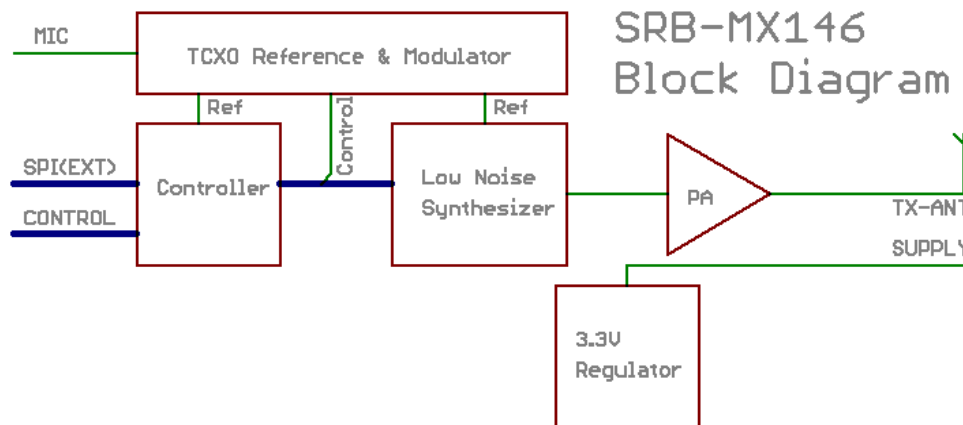 SRB-MX146
Block Diagram
MIC
TCXO Reference & Modulator
Ref
Control
Ref
SPI(EXT)
Controller
Low Noise
Synthesizer
PA
CONTROL
TX-ANT
SUPPLY
3.3V
Regulator